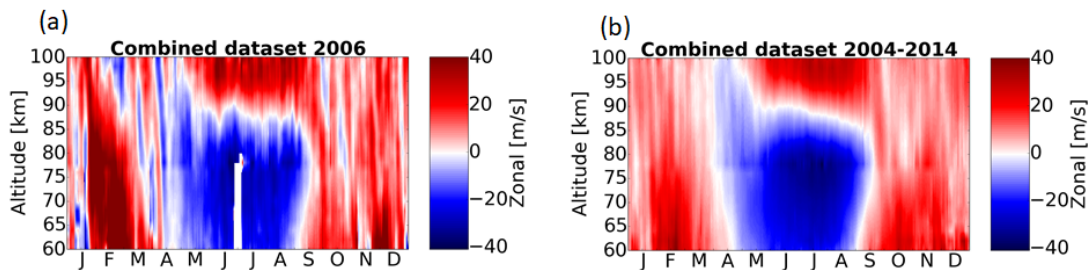 (a)
Combined dataset 2006
Altitude [km]
100
95
90
85
80
75
70
65
60
J F M A M J J A S O N D
40
20
0
−20
−40
Zonal [m/s]
(b)
Combined dataset 2004-2014
Altitude [km]
100
95
90
85
80
75
70
65
60
J F M A M J J A S O N D
40
20
0
−20
−40
Zonal [m/s]